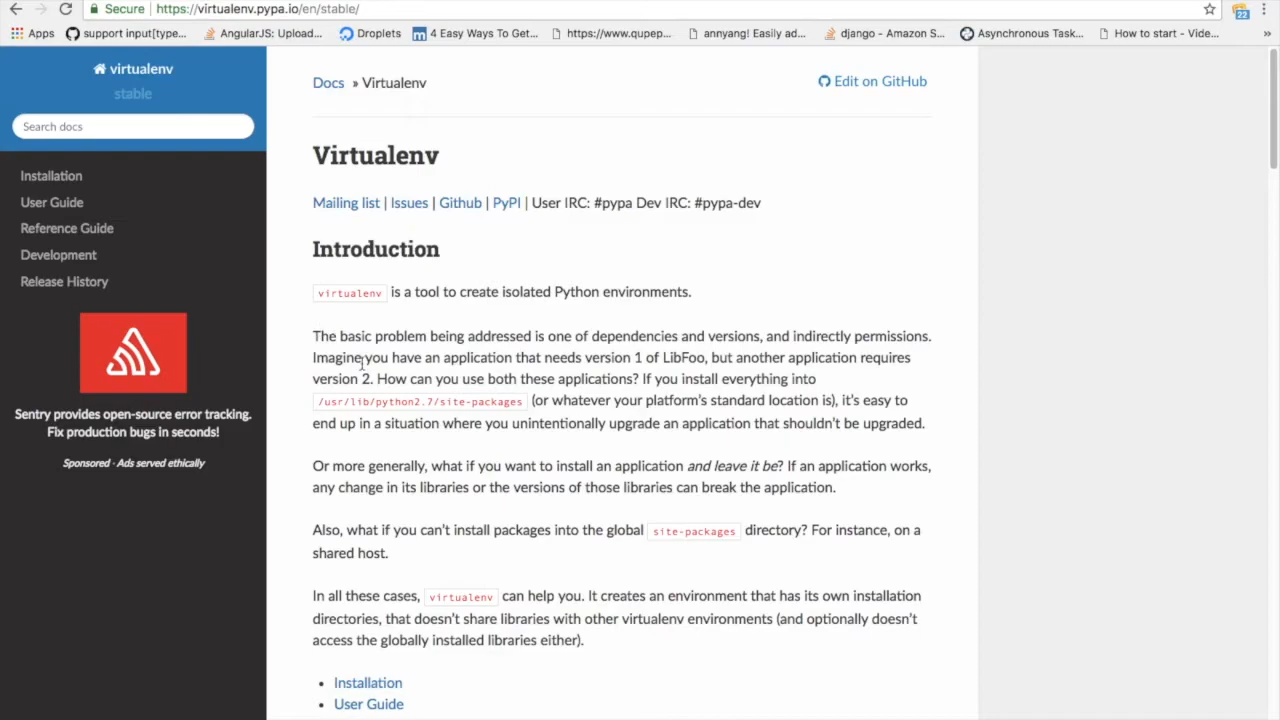 Secure https://virtualenv.pypa.io/en/stable/
22
Apps support input[type... AngularJS: Upload... Droplets 4 Easy Ways To Get... https://www.qupep... annyang! Easily ad... django - Amazon S... Asynchronous Task... How to start - Vide... »
virtualenv
stable
Search docs
Installation
User Guide
Reference Guide
Development
Release History
Sentry provides open-source error tracking.
Fix production bugs in seconds!
Sponsored · Ads served ethically
Docs » Virtualenv Edit on GitHub
Virtualenv
Mailing list | Issues | Github | PyPI | User IRC: #pypa Dev IRC: #pypa-dev
Introduction
virtualenv is a tool to create isolated Python environments.
The basic problem being addressed is one of dependencies and versions, and indirectly permissions.
Imagine you have an application that needs version 1 of LibFoo, but another application requires
version 2. How can you use both these applications? If you install everything into
/usr/lib/python2.7/site-packages (or whatever your platform's standard location is), it's easy to
end up in a situation where you unintentionally upgrade an application that shouldn't be upgraded.
Or more generally, what if you want to install an application and leave it be? If an application works,
any change in its libraries or the versions of those libraries can break the application.
Also, what if you can't install packages into the global site-packages directory? For instance, on a
shared host.
In all these cases, virtualenv can help you. It creates an environment that has its own installation
directories, that doesn't share libraries with other virtualenv environments (and optionally doesn't
access the globally installed libraries either).
• Installation
• User Guide